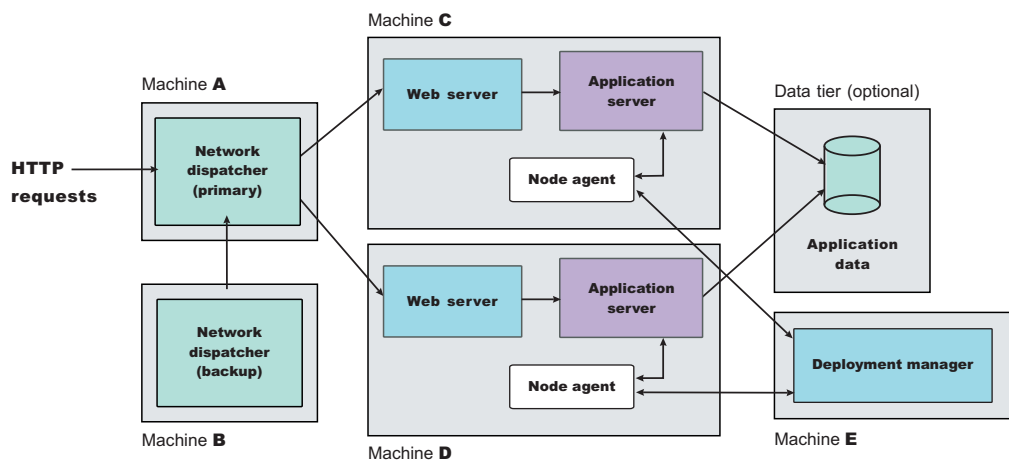 Machine C
Machine A
Web server
Application
server
Data tier (optional)
HTTP
requests
Network
dispatcher
(primary)
Node agent
Application
data
Machine B
Network
dispatcher
(backup)
Web server
Application
server
Node agent
Machine D
Deployment manager
Machine E